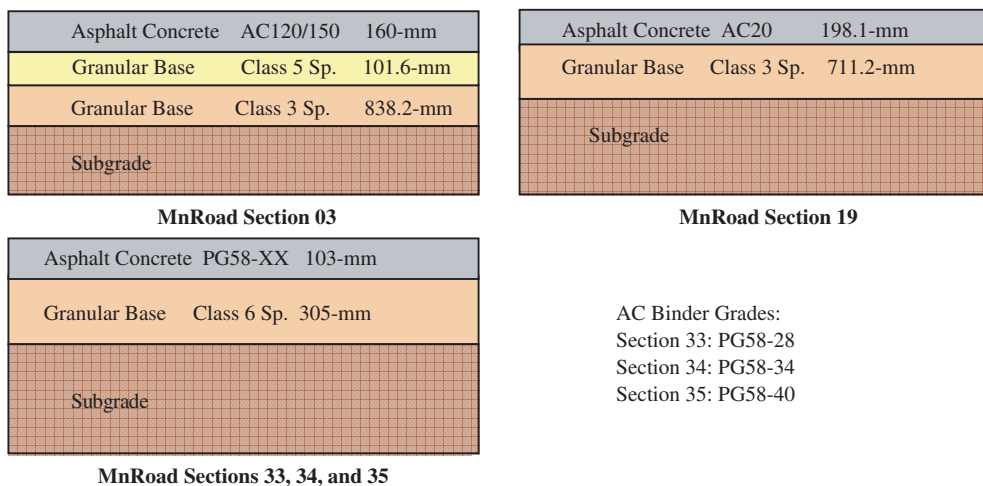 Asphalt Concrete AC120/150 160-mm
Granular Base Class 5 Sp. 101.6-mm
Granular Base Class 3 Sp. 838.2-mm
Subgrade
MnRoad Section 03
Asphalt Concrete AC20 198.1-mm
Granular Base Class 3 Sp. 711.2-mm
Subgrade
MnRoad Section 19
Asphalt Concrete PG58-XX 103-mm
Granular Base Class 6 Sp. 305-mm
Subgrade
MnRoad Sections 33, 34, and 35
AC Binder Grades:
Section 33: PG58-28
Section 34: PG58-34
Section 35: PG58-40